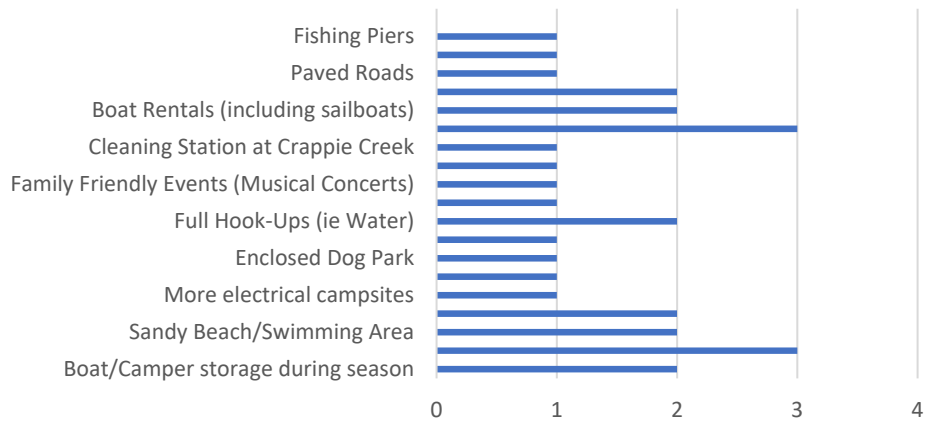 Fishing Piers
Paved Roads
Boat Rentals (including sailboats)
Cleaning Station at Crappie Creek
Family Friendly Events (Musical Concerts)
Full Hook-Ups (ie Water)
Enclosed Dog Park
More electrical campsites
Sandy Beach/Swimming Area
Boat/Camper storage during season
0 1 2 3 4